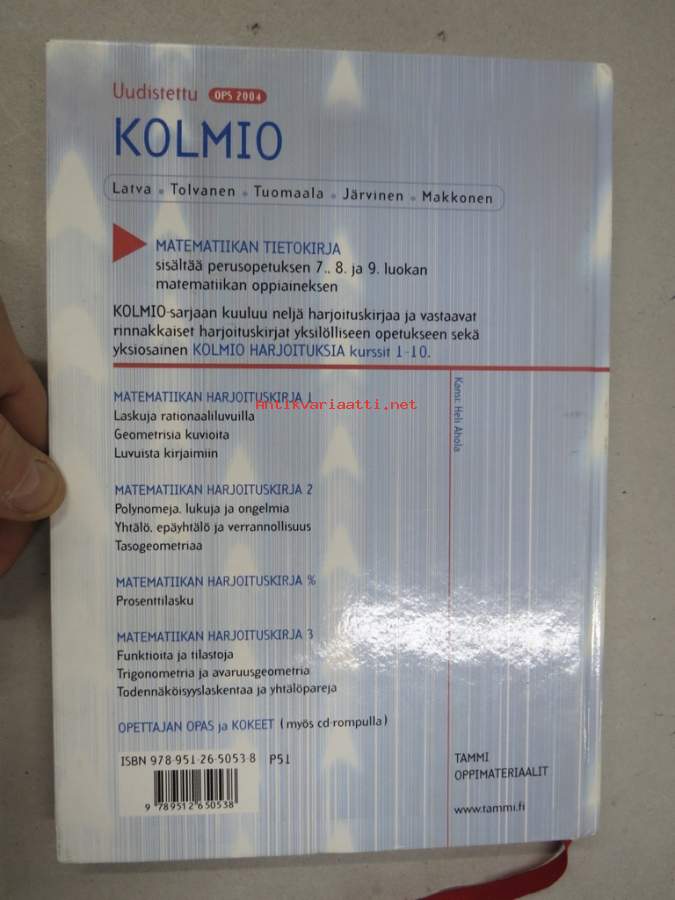 Uudistettu OPS 2004
KOLMIO
Latva • Tolvanen • Tuomaala • Järvinen • Makkonen
MATEMATIIKAN TIETOKIRJA
sisältää perusopetuksen 7., 8. ja 9. luokan
matematiikan oppiaineksen
KOLMIO-sarjaan kuuluu neljä harjoituskirjaa ja vastaavat
rinnakkaiset harjoituskirjat yksilölliseen opetukseen sekä
yksiosainen KOLMIO HARJOITUKSIA kurssit 1-10.
MATEMATIIKAN HARJOITUSKIRJA 1
Antikvariaatti.net
Laskuja rationaaliluvuilla
Geometrisia kuvioita
Luvuista kirjaimiin
MATEMATIIKAN HARJOITUSKIRJA 2
Polynomeja, lukuja ja ongelmia
Yhtälö, epäyhtälö ja verrannollisuus
Tasogeometriaa
MATEMATIIKAN HARJOITUSKIRJA %
Prosenttilasku
MATEMATIIKAN HARJOITUSKIRJA 3
Funktioita ja tilastoja
Trigonometria ja avaruusgeometria
Todennäköisyyslaskentaa ja yhtälöpareja
OPETTAJAN OPAS ja KOKEET (myös cd-rompulla)
Kansi: Heli Ahola
ISBN 978-951-26-5053-8 P51
9 789512 650538
TAMMI
OPPIMATERIAALIT
www.tammi.fi